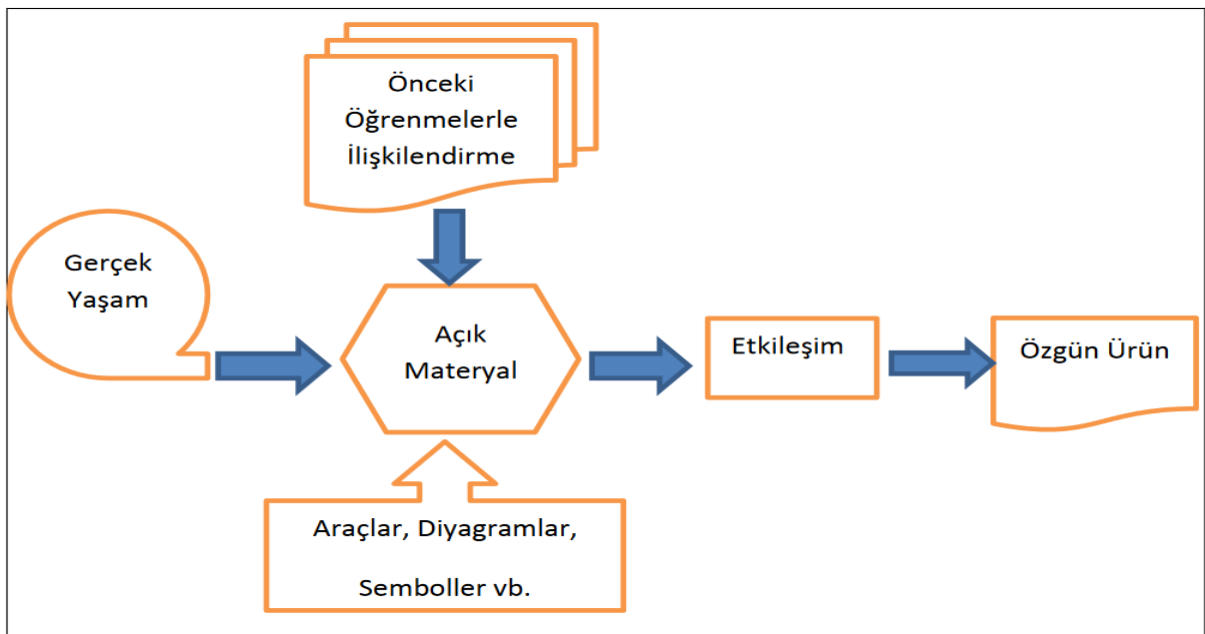 Önceki
Öğrenmelerle
İlişkilendirme
Gerçek
Yaşam
Açık
Materyal
Etkileşim
Özgün Ürün
Araçlar, Diyagramlar,
Semboller vb.